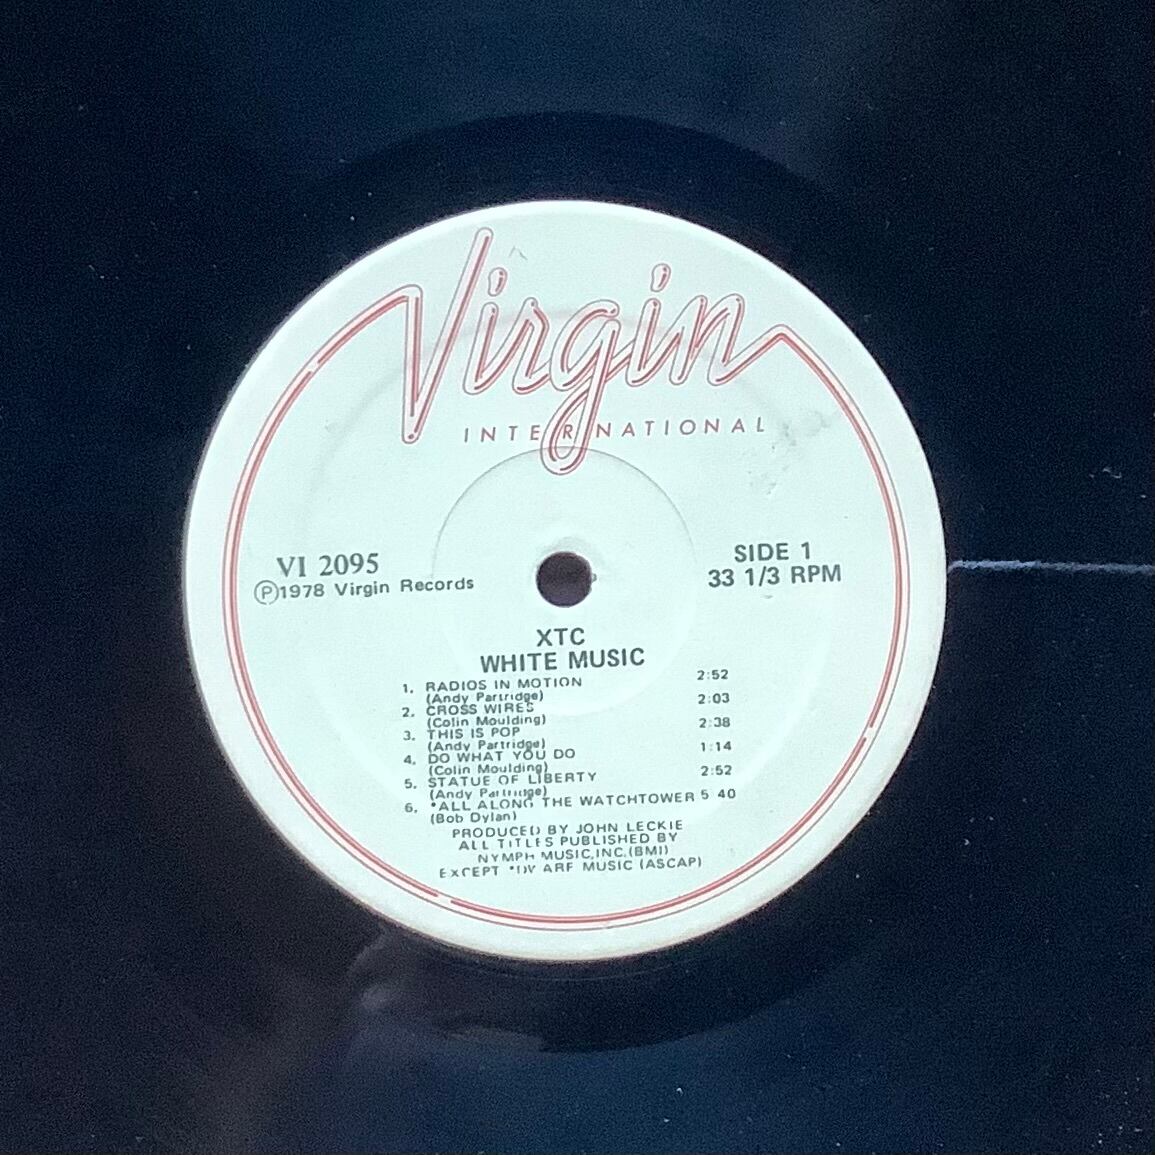 Virgin
INTERNATIONAL
VI 2095
Ⓟ1978 Virgin Records
SIDE 1
33 1/3 RPM
XTC
WHITE MUSIC
1. RADIOS IN MOTION 2:52
(Andy Partridge)
2. CROSS WIRES 2:03
(Colin Moulding)
3. THIS IS POP 2:38
(Andy Partridge)
4. DO WHAT YOU DO 1:14
(Colin Moulding)
5. STATUE OF LIBERTY 2:52
(Andy Partridge)
6. *ALL ALONG THE WATCHTOWER 5 40
(Bob Dylan)
PRODUCED BY JOHN LECKIE
ALL TITLES PUBLISHED BY
NYMPH MUSIC,INC.(BMI)
EXCEPT MUSIC (ASCAP)